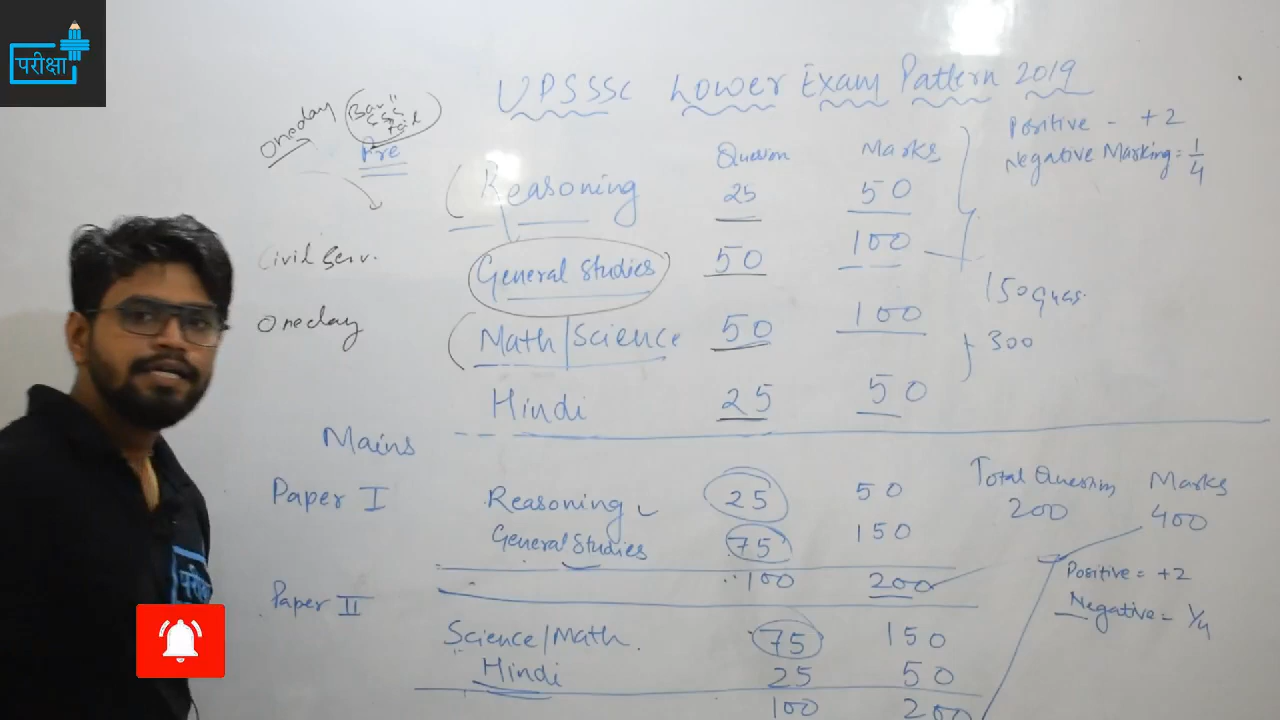 परीक्षा
UPSSSC Lower Exam Pattern 2019
Oneday
Pre
Question Marks
Positive - +2
Negative Marking = 1/4
Reasoning 25 50
Civil Serv.
General Studies 50 100
150 Ques.
Oneday
Math/Science 50 100
300
Hindi 25 50
Mains
Paper I
Reasoning 25 50
General Studies 75 150
100 200
Total Question Marks
200 400
Positive = +2
Negative = 1/4
Paper II
Science/Math. 75 150
Hindi 25 50
100 200
परीक्षा